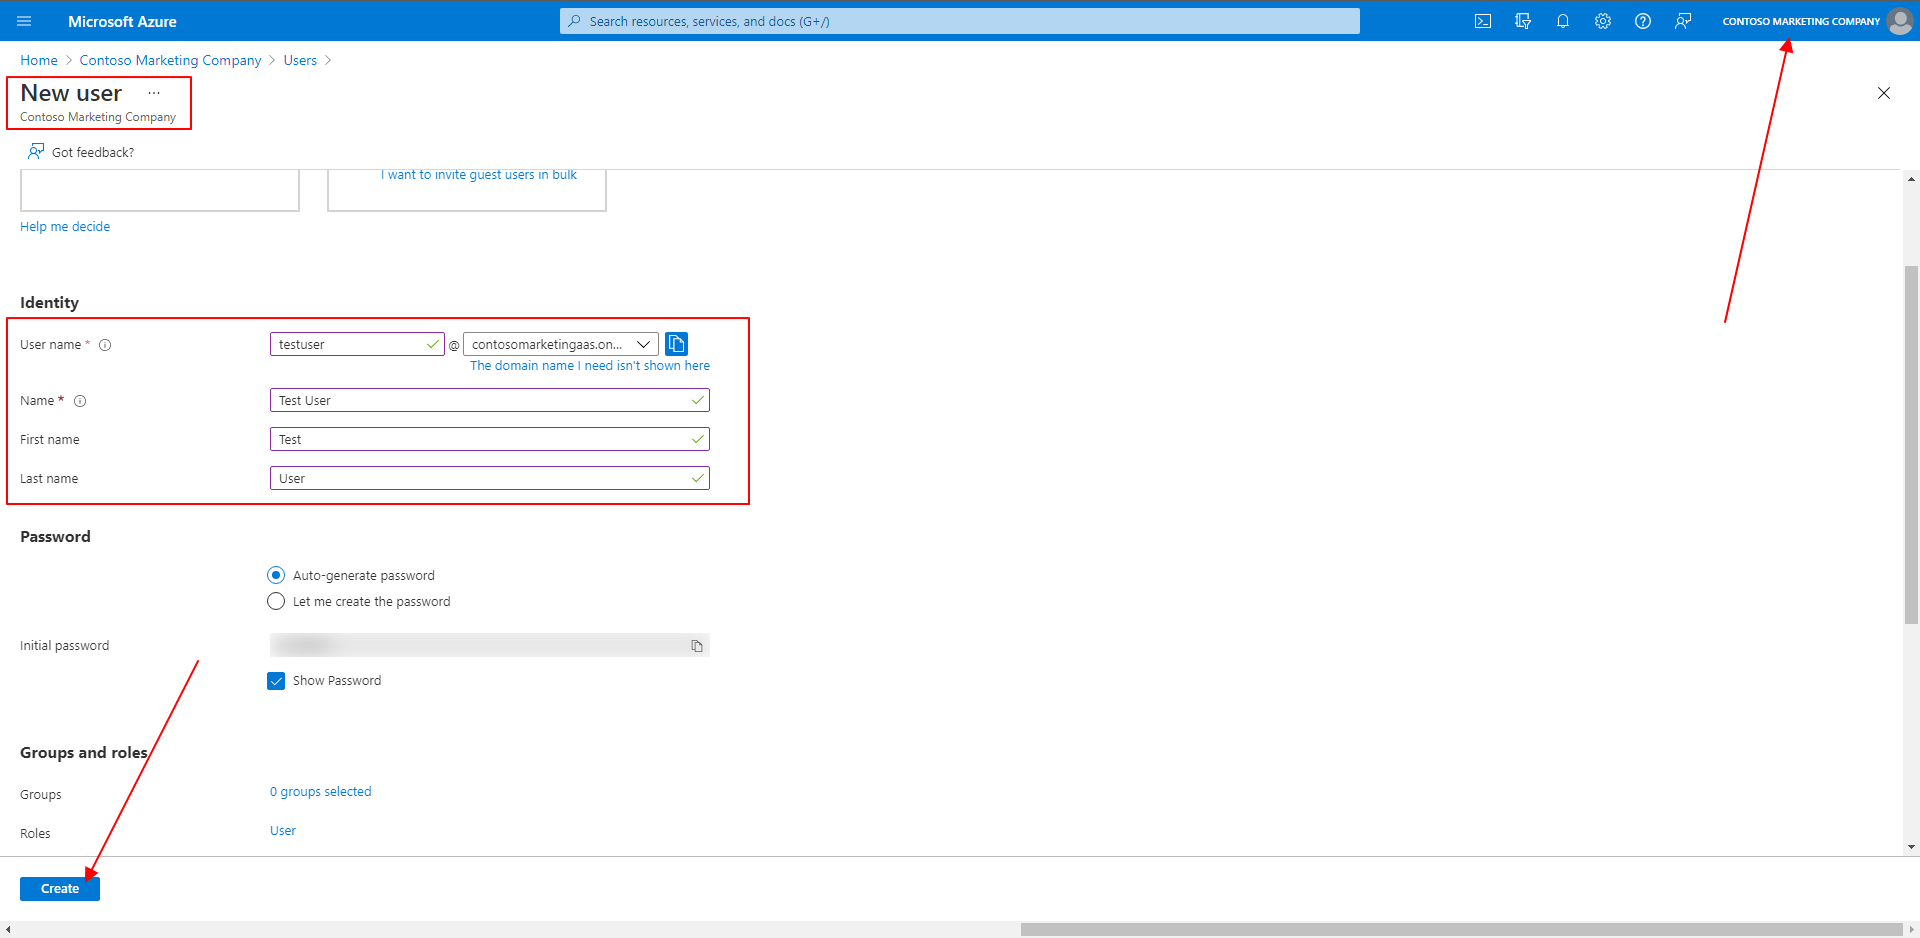 Microsoft Azure
Search resources, services, and docs (G+/)
CONTOSO MARKETING COMPANY
Home > Contoso Marketing Company > Users >
New user ...
Contoso Marketing Company
Got feedback?
I want to invite guest users in bulk
Help me decide
Identity
User name * testuser @ contosomarketingaas.on...
The domain name I need isn't shown here
Name * Test User
First name Test
Last name User
Password
Auto-generate password
Let me create the password
Initial password
Show Password
Groups and roles
Groups 0 groups selected
Roles User
Create